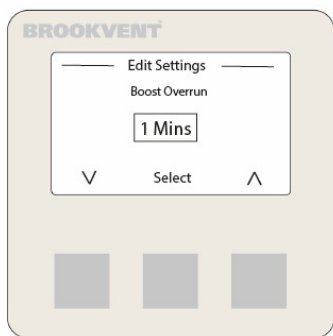 BROOKVENT
Edit Settings
Boost Overrun
1 Mins
Select